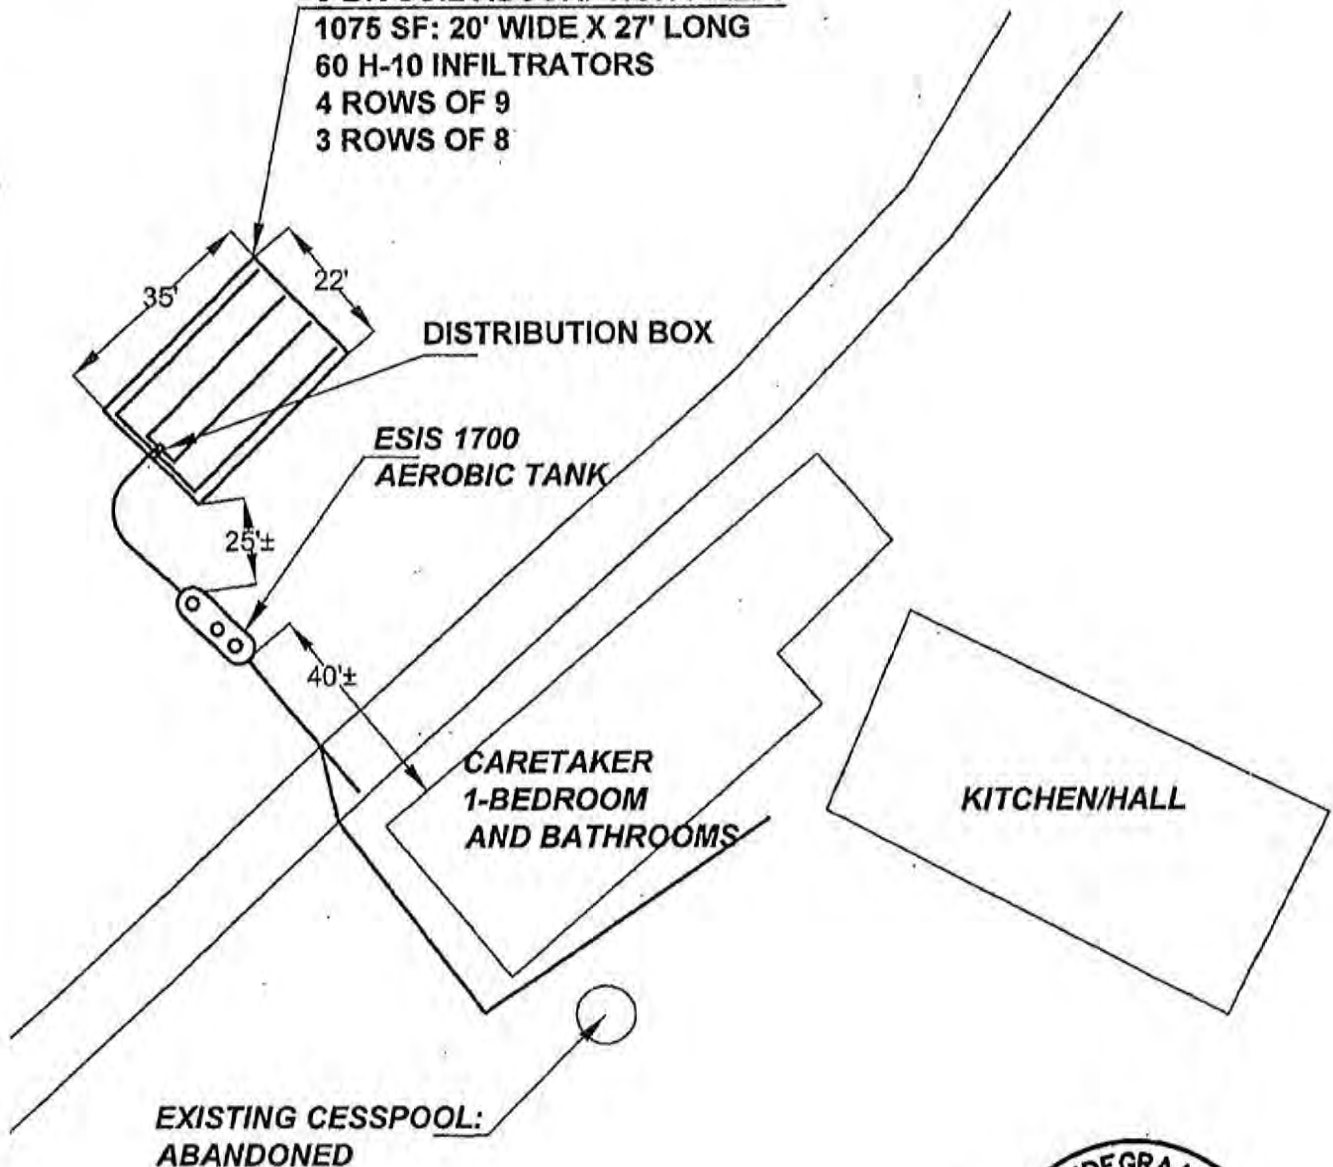 1075 SF: 20' WIDE X 27' LONG
60 H-10 INFILTRATORS
4 ROWS OF 9
3 ROWS OF 8
35'
22'
DISTRIBUTION BOX
ESIS 1700
AEROBIC TANK
25'±
40'±
CARETAKER
1-BEDROOM
AND BATHROOMS
KITCHEN/HALL
EXISTING CESSPOOL:
ABANDONED